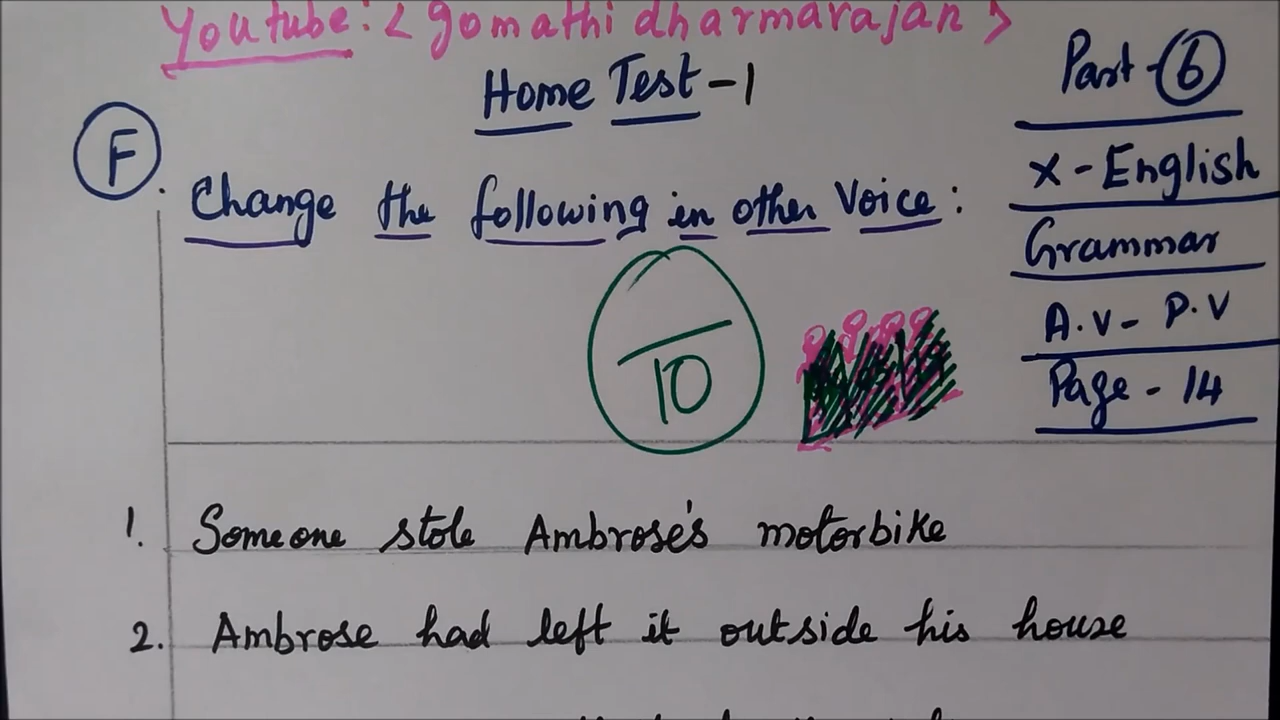 Youtube: < gomathi dharmarajan >
Home Test - 1
Part - 6
X - English
Grammar
A.V - P.V
Page - 14
F.
Change the following in other Voice:
10
1. Someone stole Ambrose's motorbike
2. Ambrose had left it outside his house